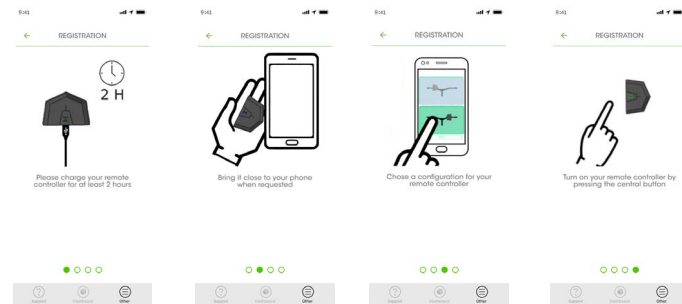 9:41
REGISTRATION
2 H
Please charge your remote
controller for at least 2 hours
Support
Other
9:41
REGISTRATION
Bring it close to your phone
when requested
Support
Other
9:41
REGISTRATION
Chose a configuration for your
remote controller
Support
Other
9:41
REGISTRATION
Turn on your remote controller by
pressing the central button
Support
Other